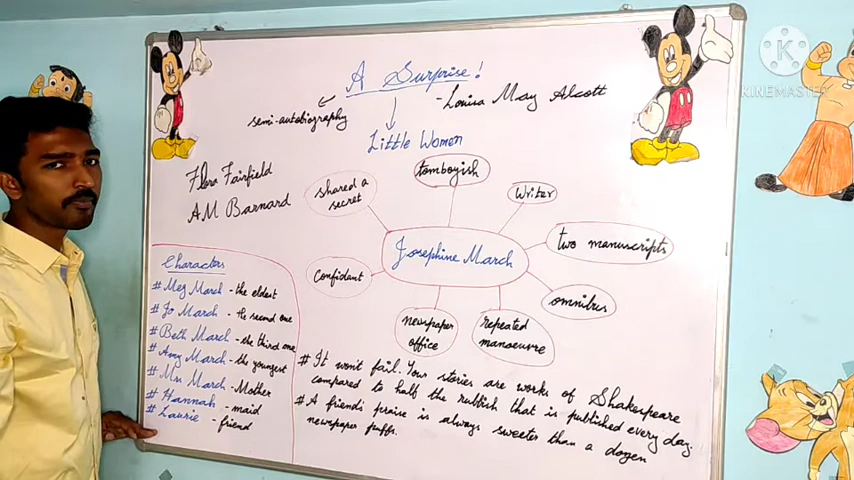 A Surprise!
- Louisa May Alcott
semi-autobiography
Little Women
Flora Fairfield
A.M Barnard
tomboyish
shared a
secret
Writer
two manuscripts
Josephine March
Confidant
omnibus
newspaper
office
repeated
manoeuvre
Characters
# Meg March - the eldest
# Jo March - the second one
# Beth March - the third one
# Amy March - the youngest
# Mrs March - Mother
# Hannah - maid
# Laurie - friend
# It won't fail. Your stories are works of Shakespeare
compared to half the rubbish that is published every day.
# A friend's praise is always sweeter than a dozen
newspaper puffs.
K
KINEMASTER